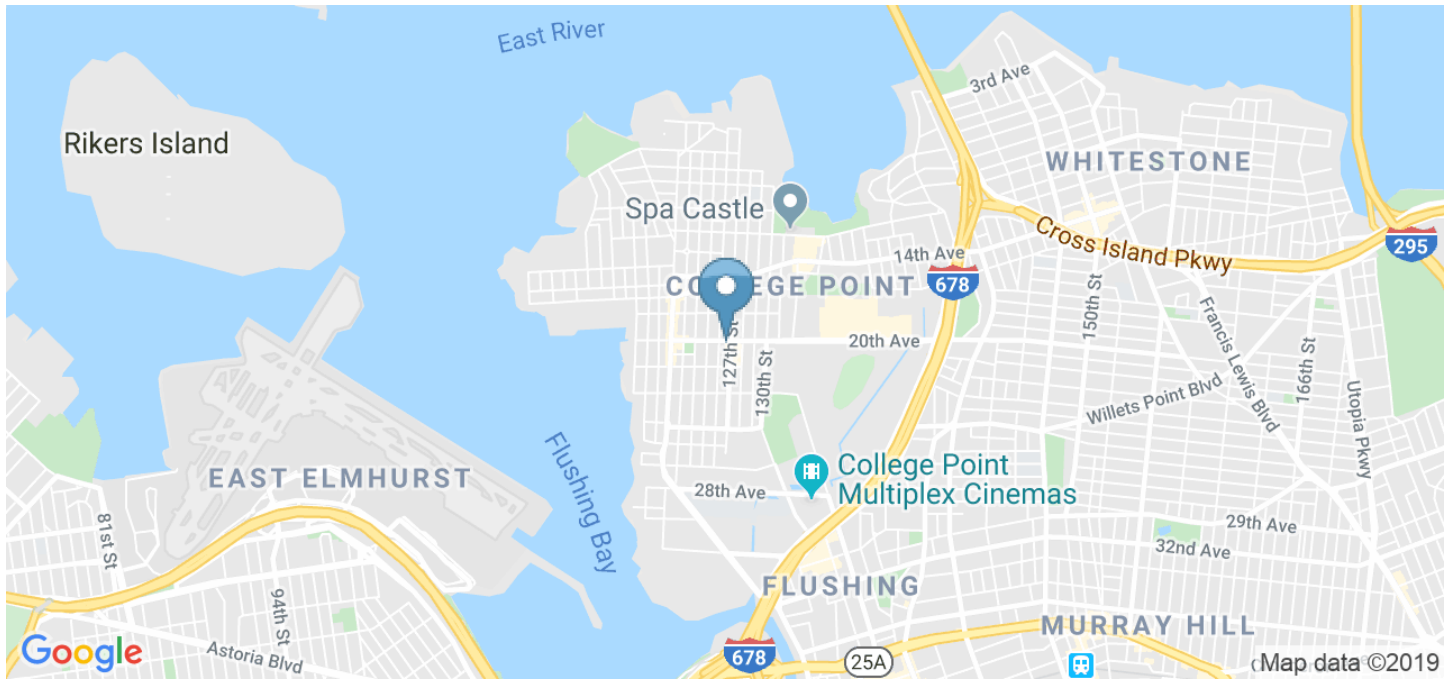 East River
3rd Ave
Rikers Island
WHITESTONE
Spa Castle
Cross Island Pkwy
295
14th Ave
COLLEGE POINT
678
150th St
Francis Lewis Blvd
20th Ave
127th St
130th St
166th St
Utopia Pkwy
Willets Point Blvd
Flushing Bay
EAST ELMHURST
College Point
Multiplex Cinemas
28th Ave
81st St
29th Ave
32nd Ave
FLUSHING
94th St
MURRAY HILL
Google
Astoria Blvd
678
25A
Map data ©2019